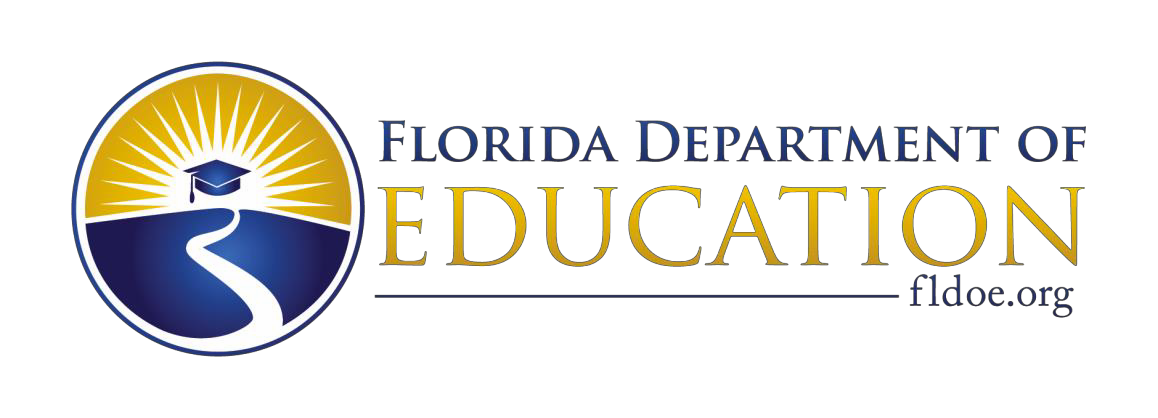 Florida Department of
EDUCATION
fldoe.org